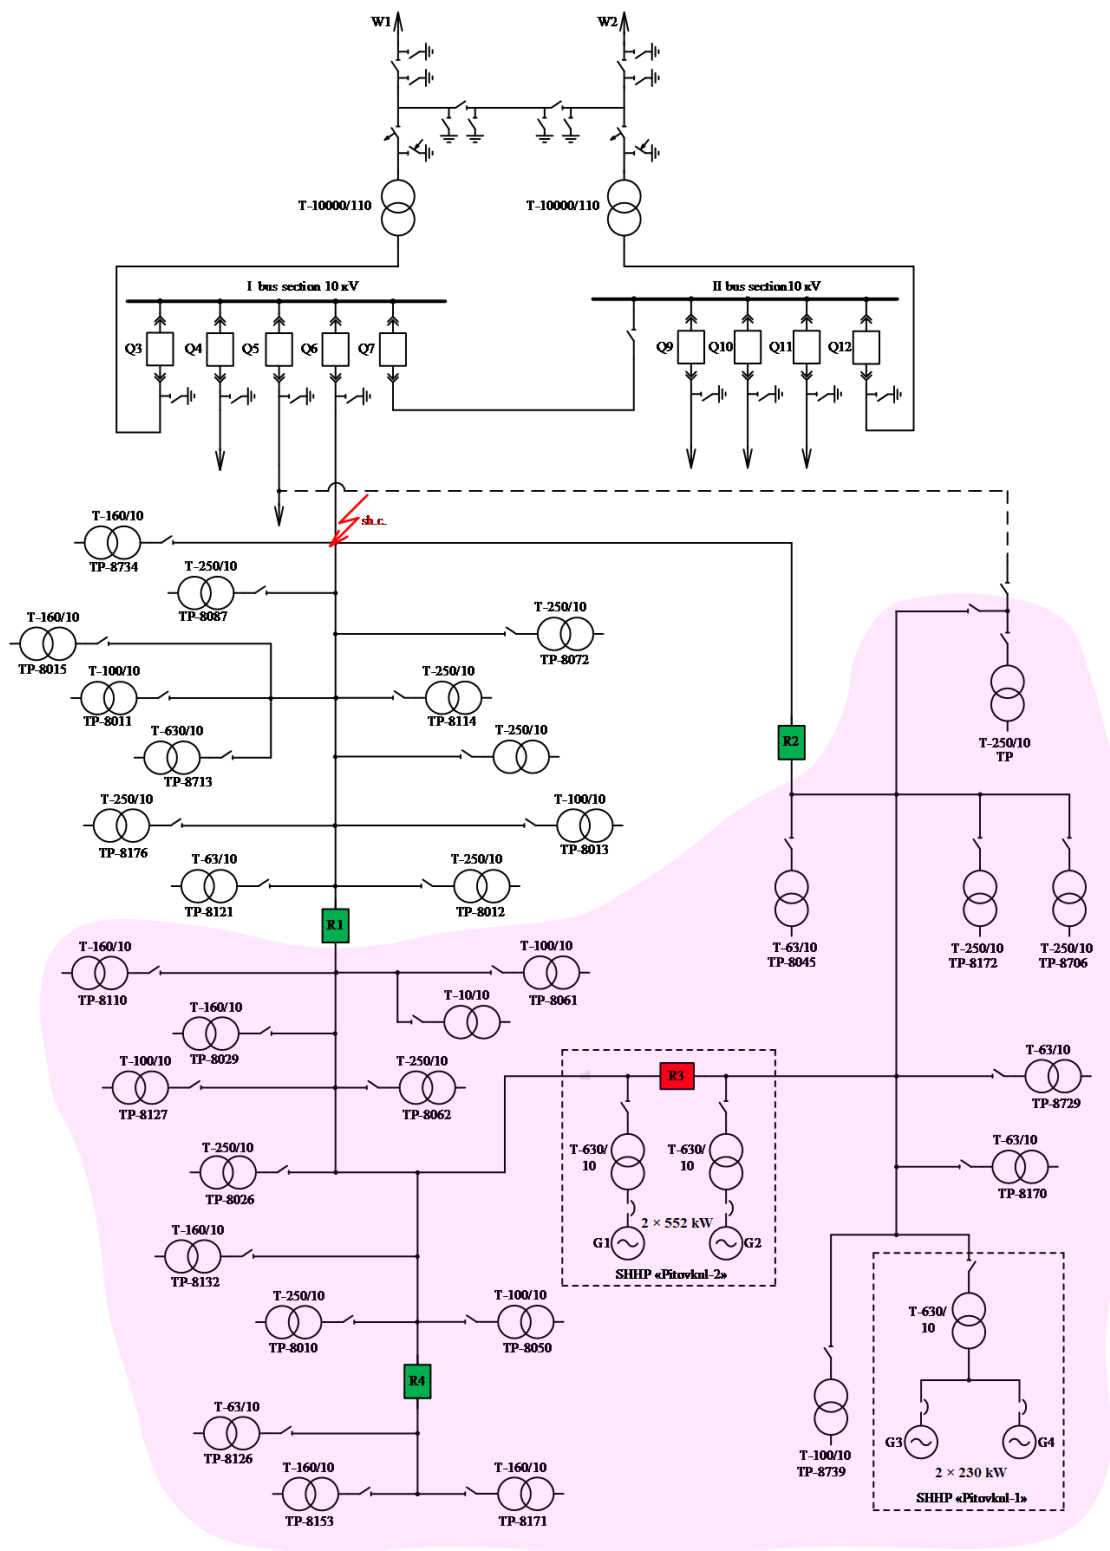 W1
W2
T-10000/110
T-10000/110
I bus section 10 кV
II bus section10 кV
Q3
Q4
Q5
Q6
Q7
Q9
Q10
Q11
Q12
T-160/10
TP-8734
sh.c.
T-250/10
TP-8087
T-250/10
TP-8072
T-160/10
TP-8015
T-100/10
TP-8011
T-250/10
TP-8114
T-630/10
TP-8713
T-250/10
R2
T-250/10
TP
T-250/10
TP-8176
T-100/10
TP-8013
T-63/10
TP-8121
T-250/10
TP-8012
R1
T-63/10
TP-8045
T-250/10
TP-8172
T-250/10
TP-8706
T-160/10
TP-8110
T-100/10
TP-8061
T-10/10
T-160/10
TP-8029
T-100/10
TP-8127
T-250/10
TP-8062
R3
T-63/10
TP-8729
T-250/10
TP-8026
T-630/
10
T-630/
10
T-63/10
TP-8170
2 × 552 kW
G1
G2
SHHP «Pitovkul-2»
T-160/10
TP-8132
T-250/10
TP-8010
T-100/10
TP-8050
T-630/
10
R4
T-63/10
TP-8126
T-100/10
TP-8739
G3
G4
2 × 230 kW
SHHP «Pitovkul-1»
T-160/10
TP-8153
T-160/10
TP-8171